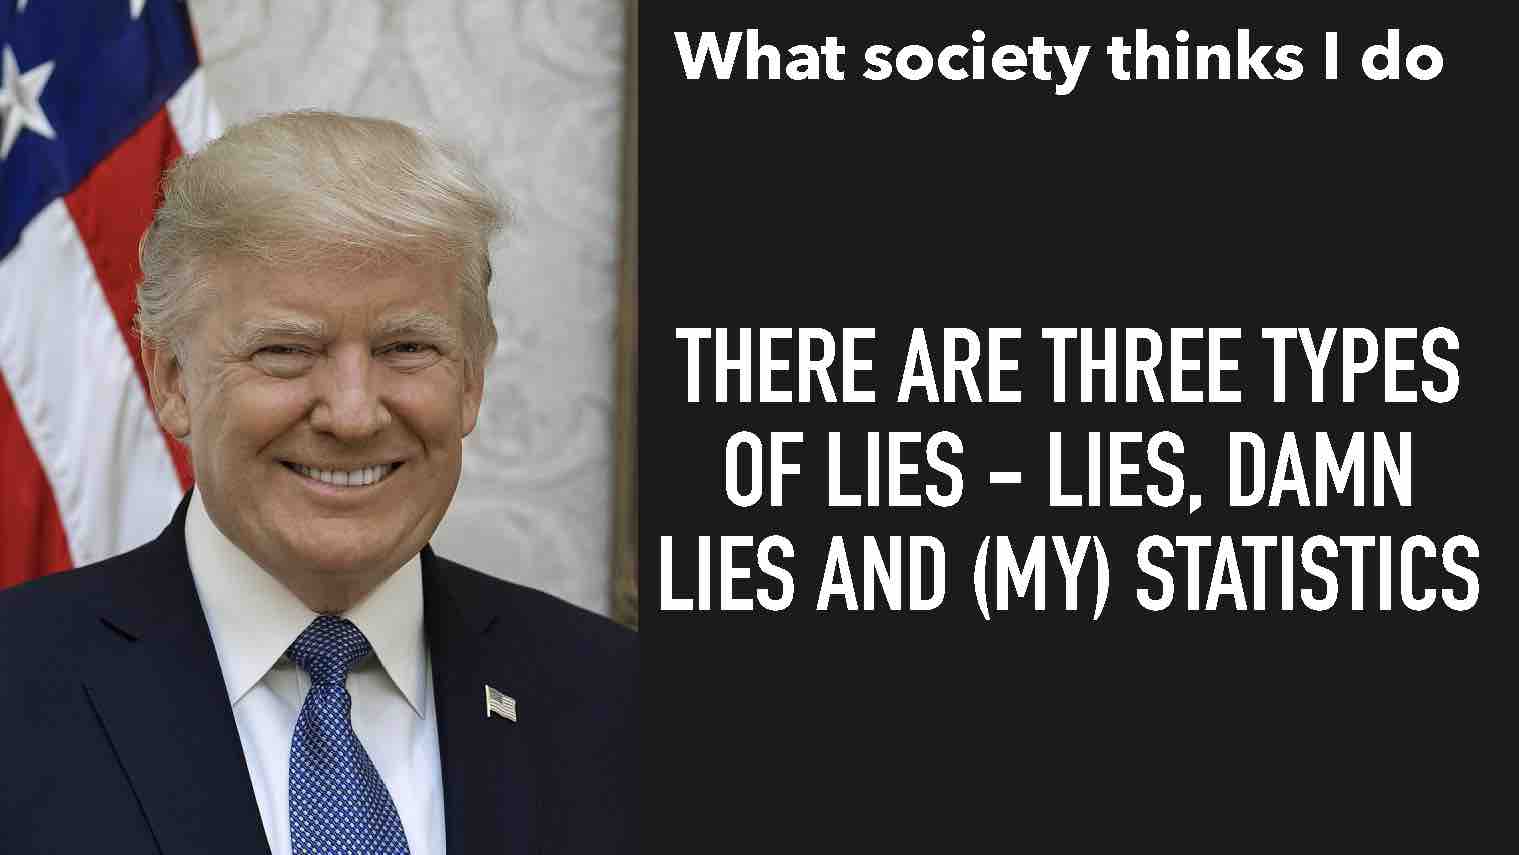 What society thinks I do
THERE ARE THREE TYPES
OF LIES - LIES, DAMN
LIES AND (MY) STATISTICS